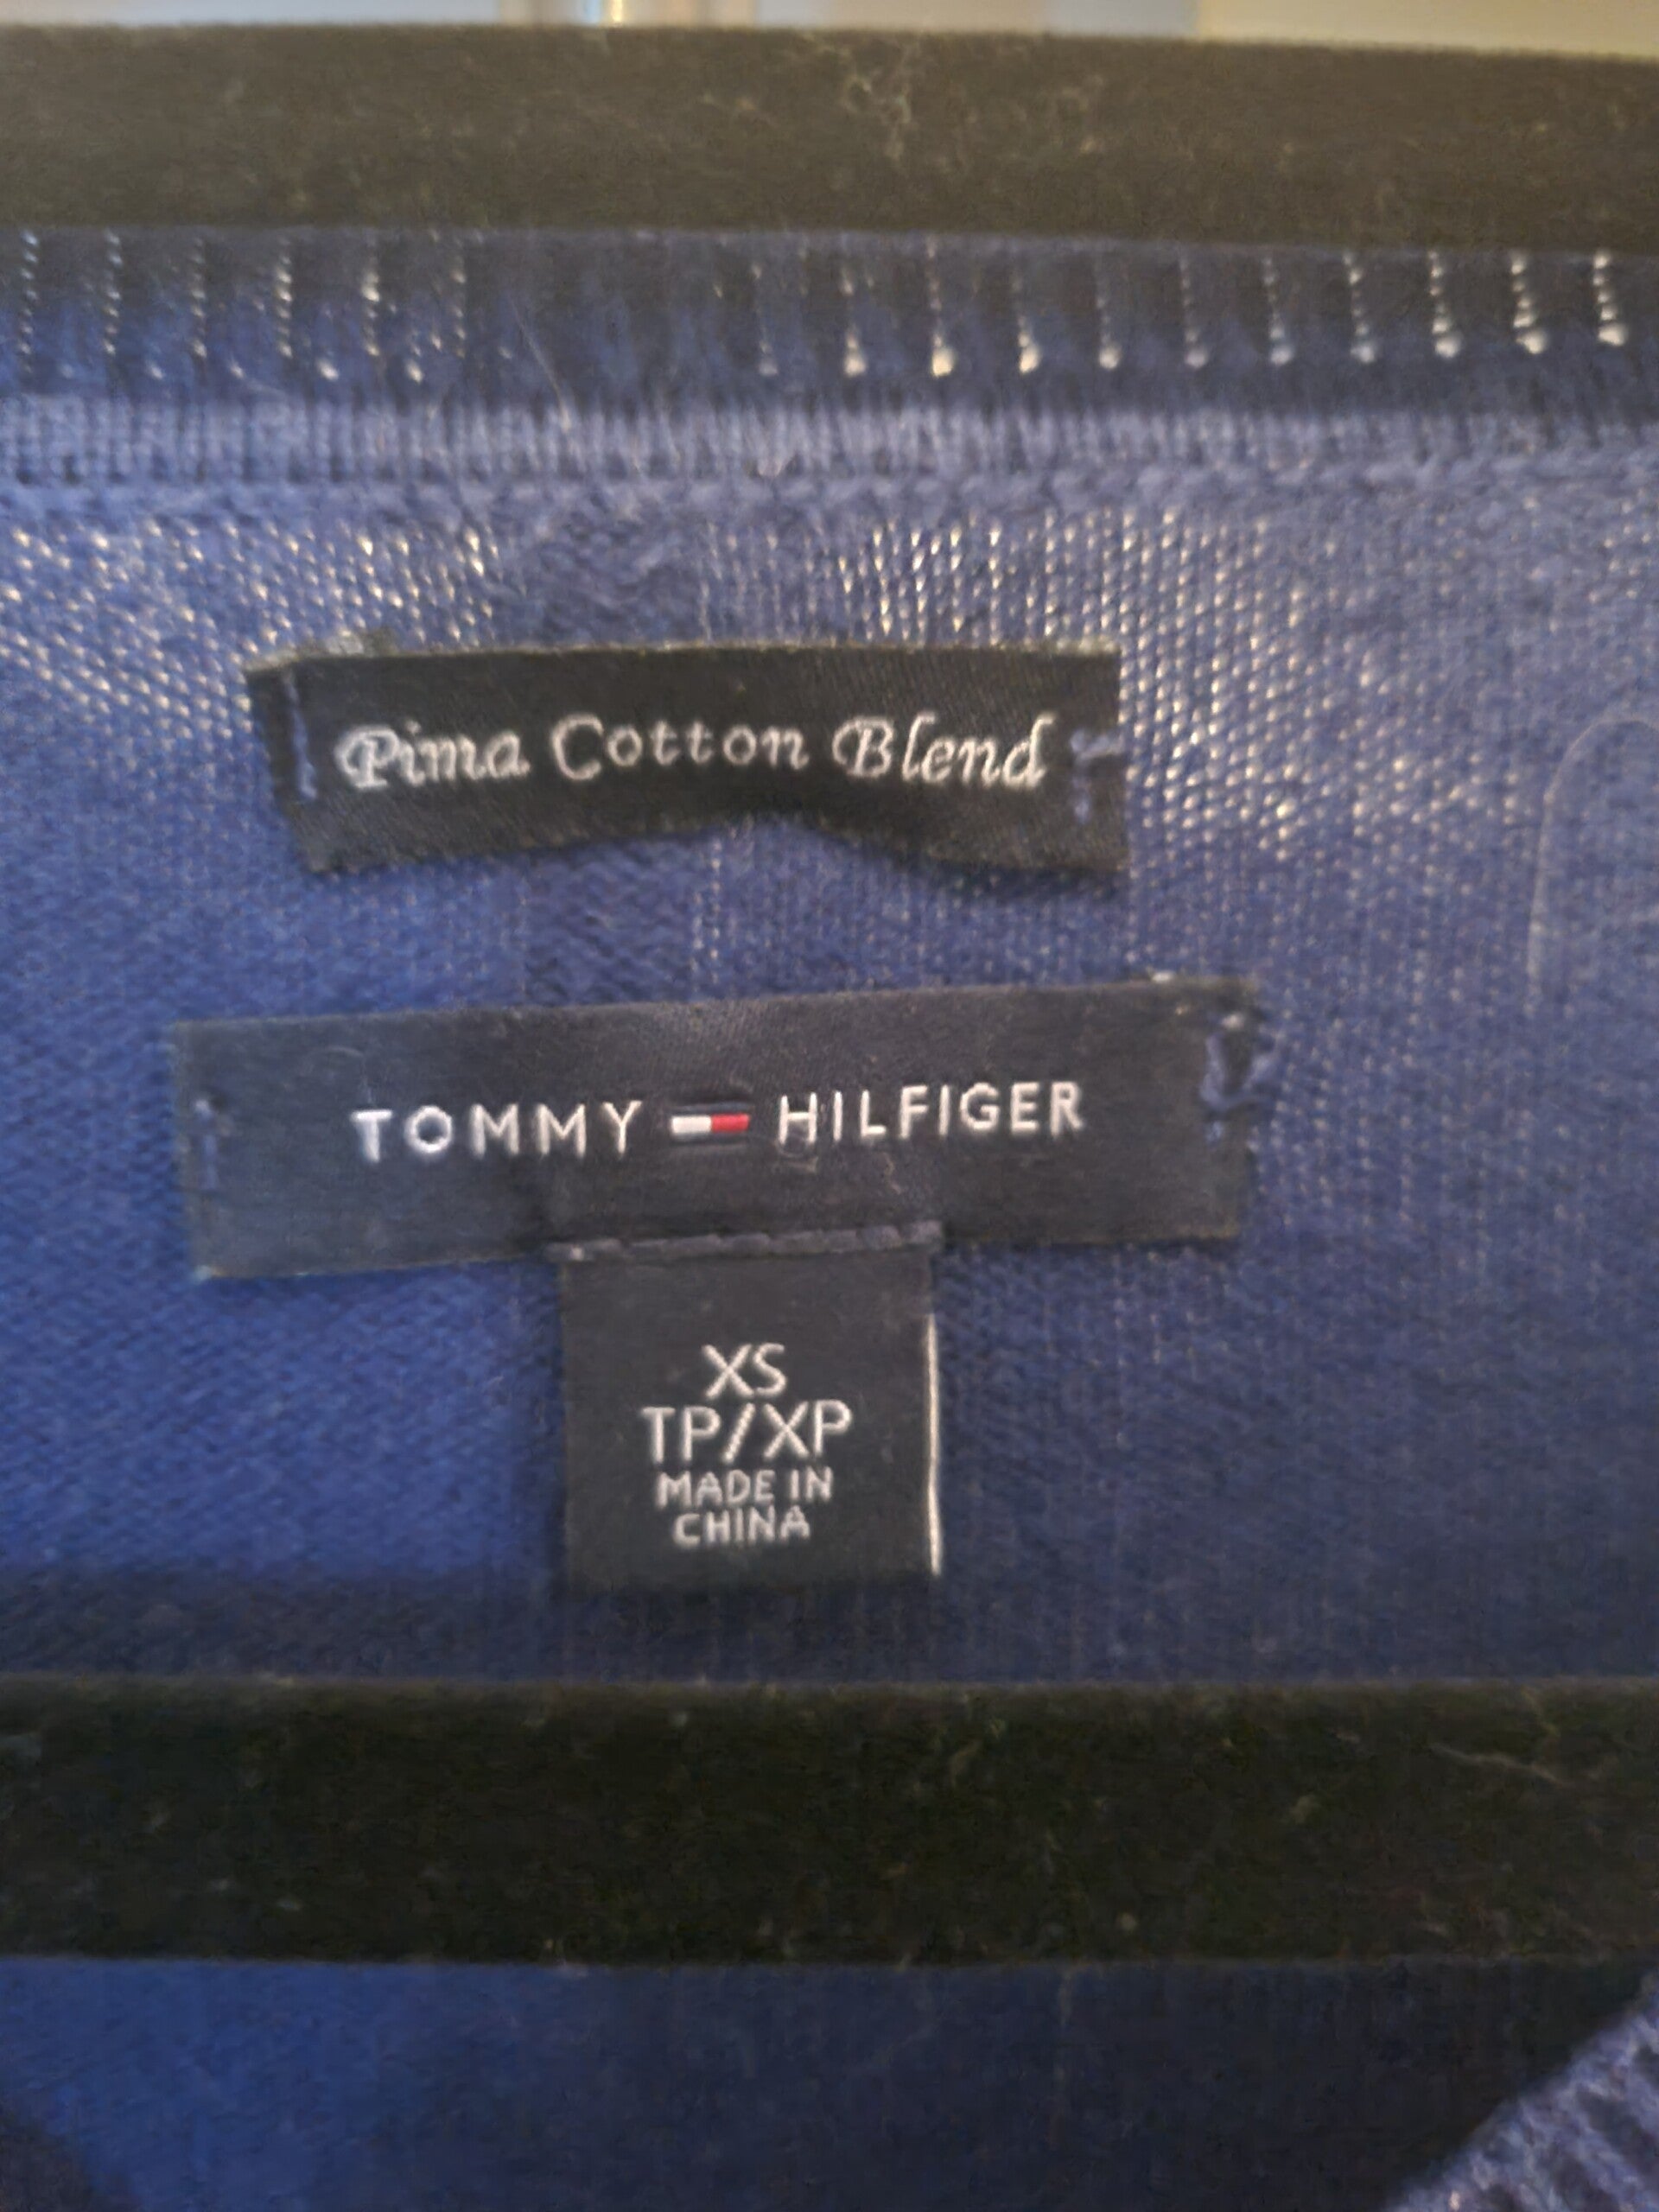 Pima Cotton Blend
TOMMY HILFIGER
XS
TP/XP
MADE IN
CHINA